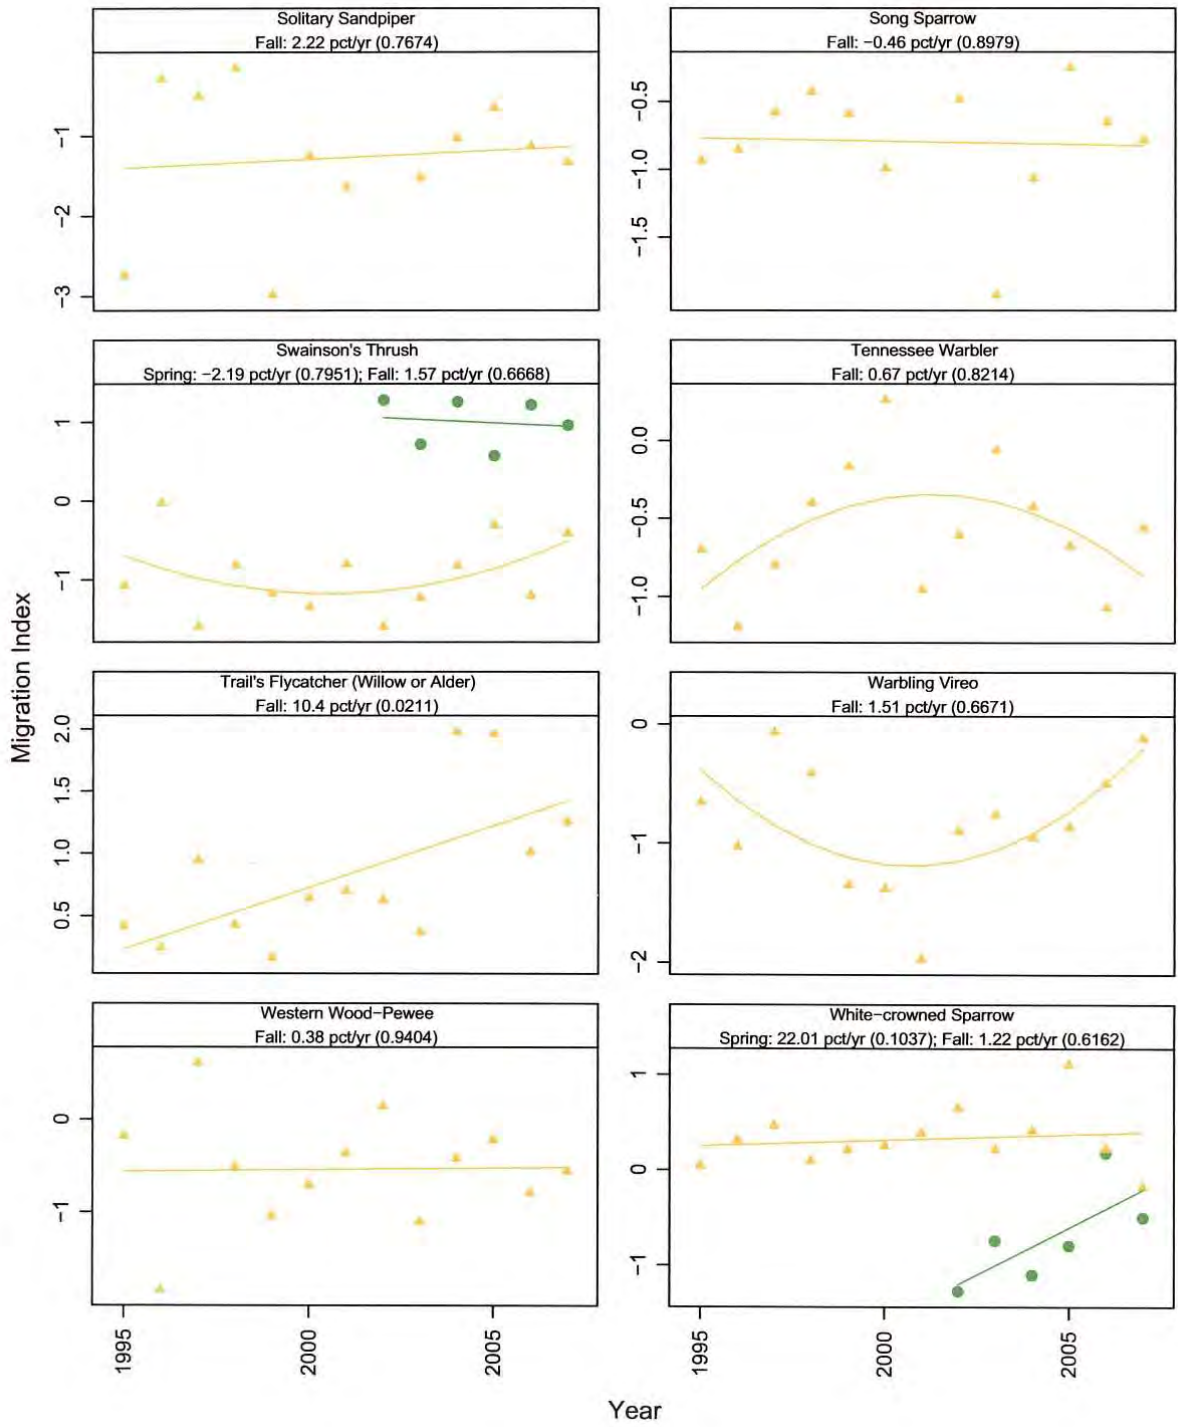 Solitary Sandpiper
Fall: 2.22 pct/yr (0.7674)
−1
−2
−3
Song Sparrow
Fall: −0.46 pct/yr (0.8979)
−0.5
−1.0
−1.5
Swainson's Thrush
Spring: −2.19 pct/yr (0.7951); Fall: 1.57 pct/yr (0.6668)
1
0
−1
Tennessee Warbler
Fall: 0.67 pct/yr (0.8214)
0.0
−0.5
−1.0
Trail's Flycatcher (Willow or Alder)
Fall: 10.4 pct/yr (0.0211)
2.0
1.5
1.0
0.5
Warbling Vireo
Fall: 1.51 pct/yr (0.6671)
0
−1
−2
Western Wood−Pewee
Fall: 0.38 pct/yr (0.9404)
0
−1
White−crowned Sparrow
Spring: 22.01 pct/yr (0.1037); Fall: 1.22 pct/yr (0.6162)
1
0
−1
Migration Index
1995 2000 2005
1995 2000 2005
Year